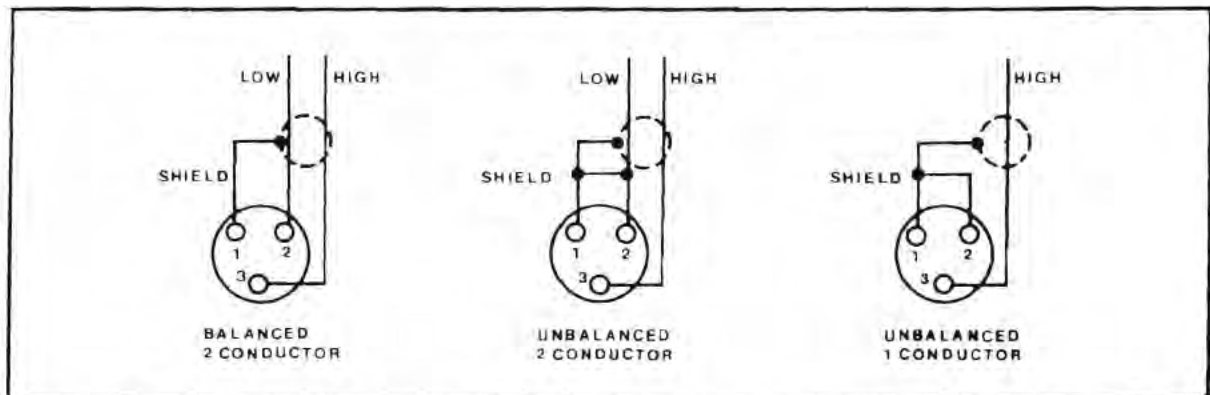 LOW HIGH
SHIELD
1 2
3
BALANCED
2 CONDUCTOR
LOW HIGH
SHIELD
1 2
3
UNBALANCED
2 CONDUCTOR
HIGH
SHIELD
1 2
3
UNBALANCED
1 CONDUCTOR